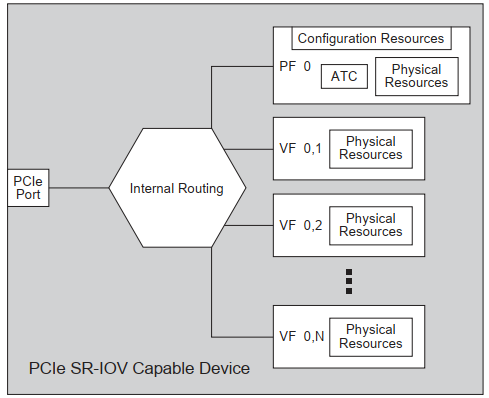 Configuration Resources
PF 0
ATC
Physical
Resources
VF 0,1
Physical
Resources
PCIe
Port
Internal Routing
VF 0,2
Physical
Resources
VF 0,N
Physical
Resources
PCIe SR-IOV Capable Device